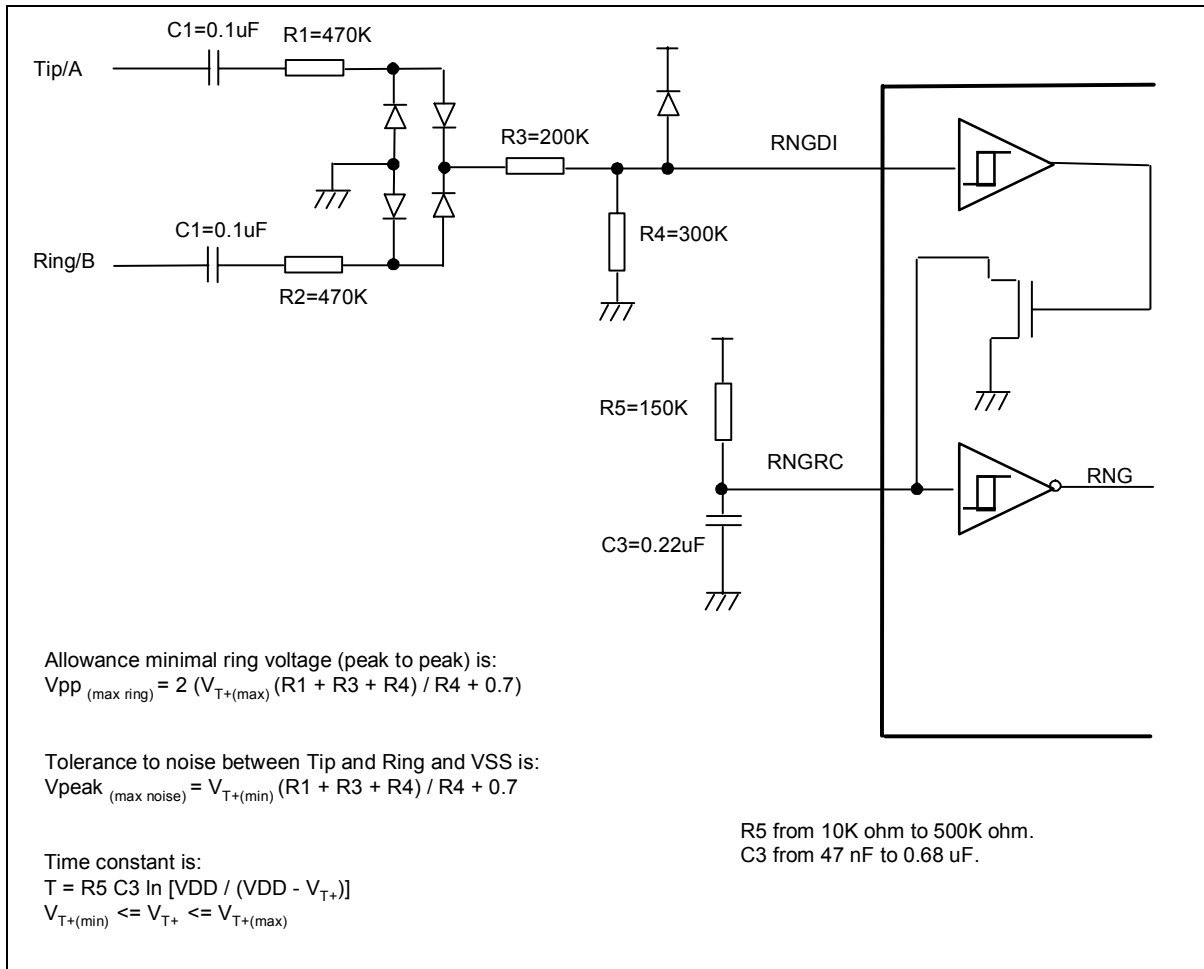 C1=0.1uF
R1=470K
Tip/A
R3=200K
RNGDI
R4=300K
C1=0.1uF
Ring/B
R2=470K
R5=150K
RNGRC
RNG
C3=0.22uF
Allowance minimal ring voltage (peak to peak) is:
Vpp (max ring) = 2 (VT+(max) (R1 + R3 + R4) / R4 + 0.7)
Tolerance to noise between Tip and Ring and VSS is:
Vpeak (max noise) = VT+(min) (R1 + R3 + R4) / R4 + 0.7
Time constant is:
T = R5 C3 ln [VDD / (VDD - VT+)]
VT+(min) <= VT+ <= VT+(max)
R5 from 10K ohm to 500K ohm.
C3 from 47 nF to 0.68 uF.